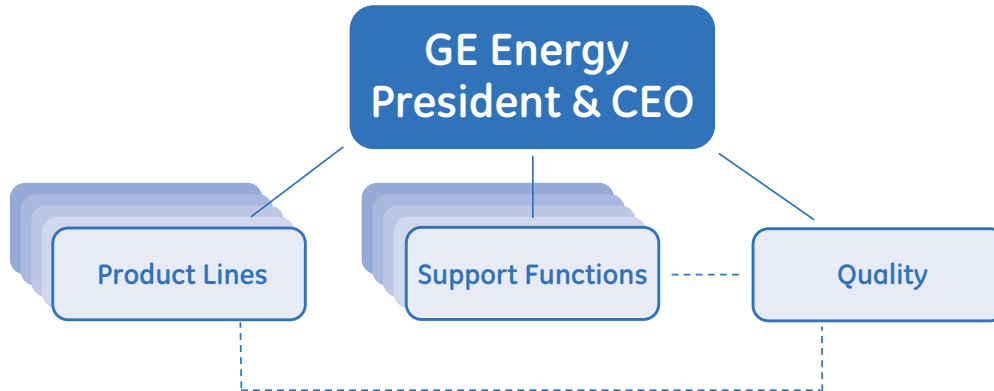 GE Energy
President & CEO
Product Lines
Support Functions
Quality